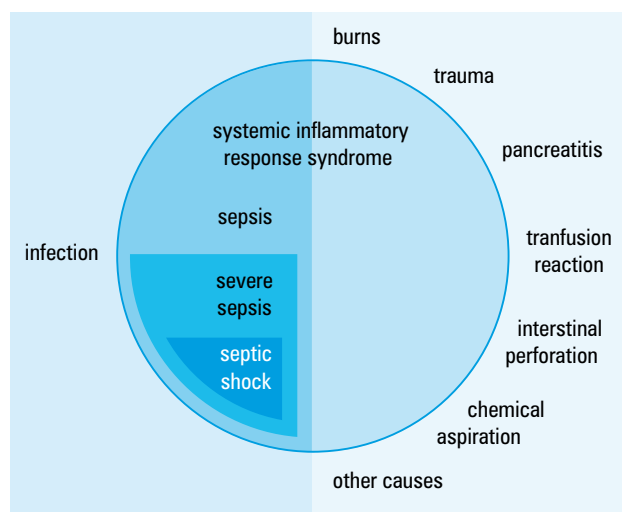 burns
trauma
systemic inflammatory
response syndrome
pancreatitis
sepsis
infection
tranfusion
reaction
severe
sepsis
interstinal
perforation
septic
shock
chemical
aspiration
other causes